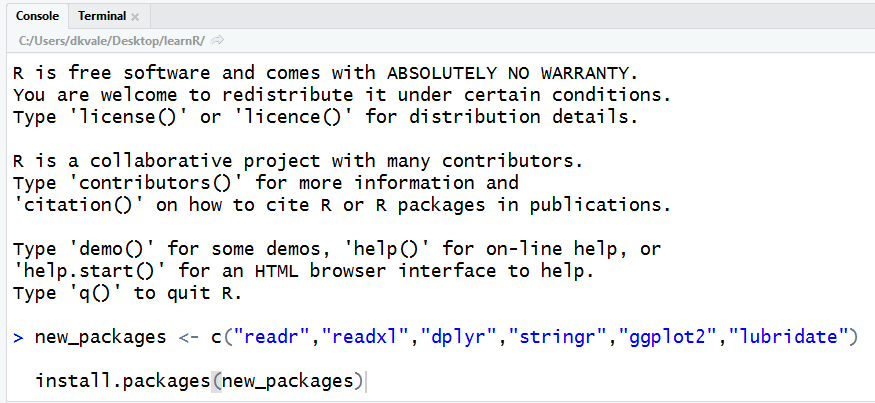 Console Terminal
C:/Users/dkvale/Desktop/learnR/
R is free software and comes with ABSOLUTELY NO WARRANTY.
You are welcome to redistribute it under certain conditions.
Type 'license()' or 'licence()' for distribution details.
R is a collaborative project with many contributors.
Type 'contributors()' for more information and
'citation()' on how to cite R or R packages in publications.
Type 'demo()' for some demos, 'help()' for on-line help, or
'help.start()' for an HTML browser interface to help.
Type 'q()' to quit R.
> new_packages <- c("readr","readxl","dplyr","stringr","ggplot2","lubridate")
install.packages(new_packages)